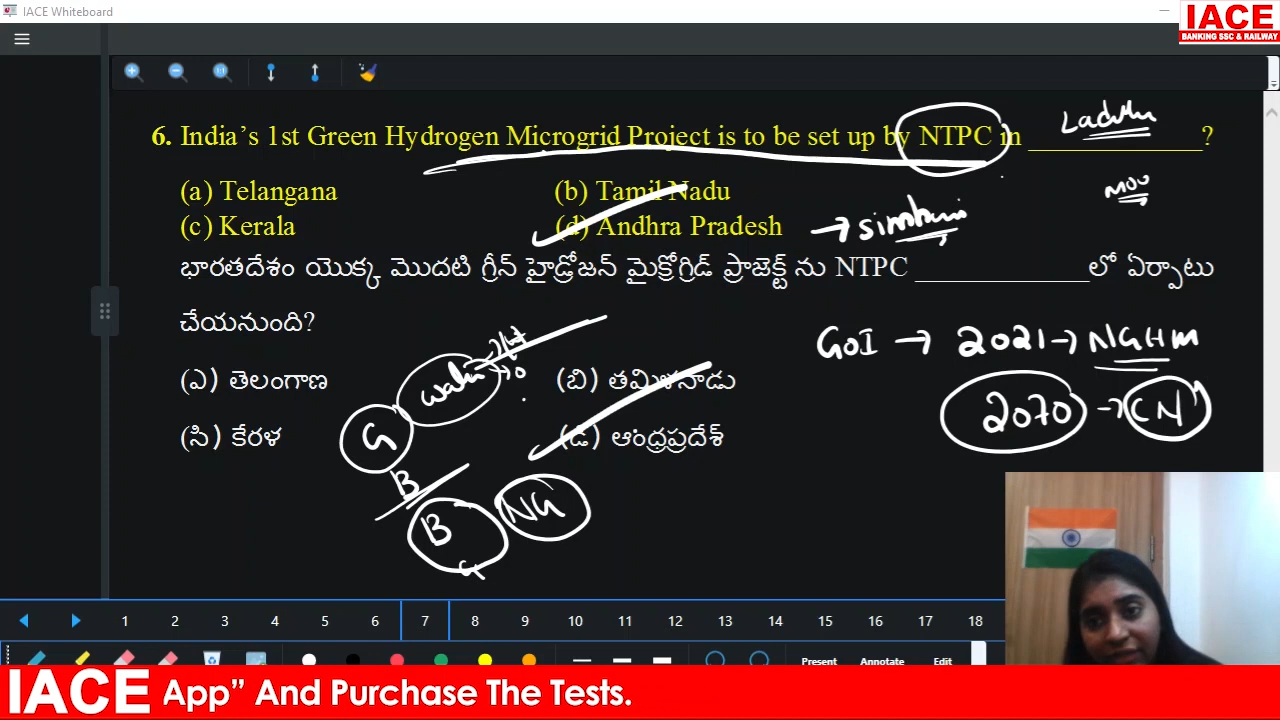 IACE Whiteboard
IACE
BANKING SSC & RAILWAY
6. India's 1st Green Hydrogen Microgrid Project is to be set up by NTPC in _____________?
Ladakh
(a) Telangana (b) Tamil Nadu
MOU
(c) Kerala (d) Andhra Pradesh
→
భారతదేశం యొక్క మొదటి గ్రీన్ హైడ్రోజన్ మైక్రోగ్రిడ్ ప్రాజెక్ట్ ను NTPC _____________లో ఏర్పాటు
చేయనుంది?
GOI → 2021 → NGHM
(ఎ) తెలంగాణ (బి) తమిళనాడు
water → H
→ O
2070 → CN
(సి) కేరళ (డి) ఆంధ్రప్రదేశ్
G
B
B NG
1 2 3 4 5 6 7 8 9 10 11 12 13 14 15 16 17 18
Present Annotate Edit
IACE App" And Purchase The Tests.